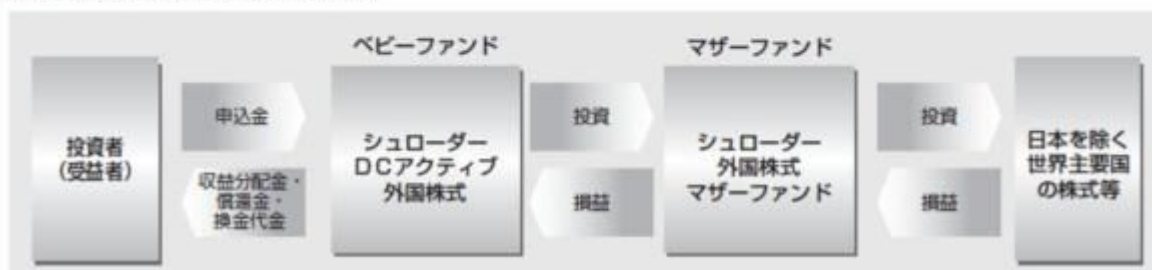 ベビーファンド
マザーファンド
投資者
（受益者）
申込金
収益分配金・
償還金・
換金代金
シュローダー
ＤＣアクティブ
外国株式
投資
損益
シュローダー
外国株式
マザーファンド
投資
損益
日本を除く
世界主要国
の株式等